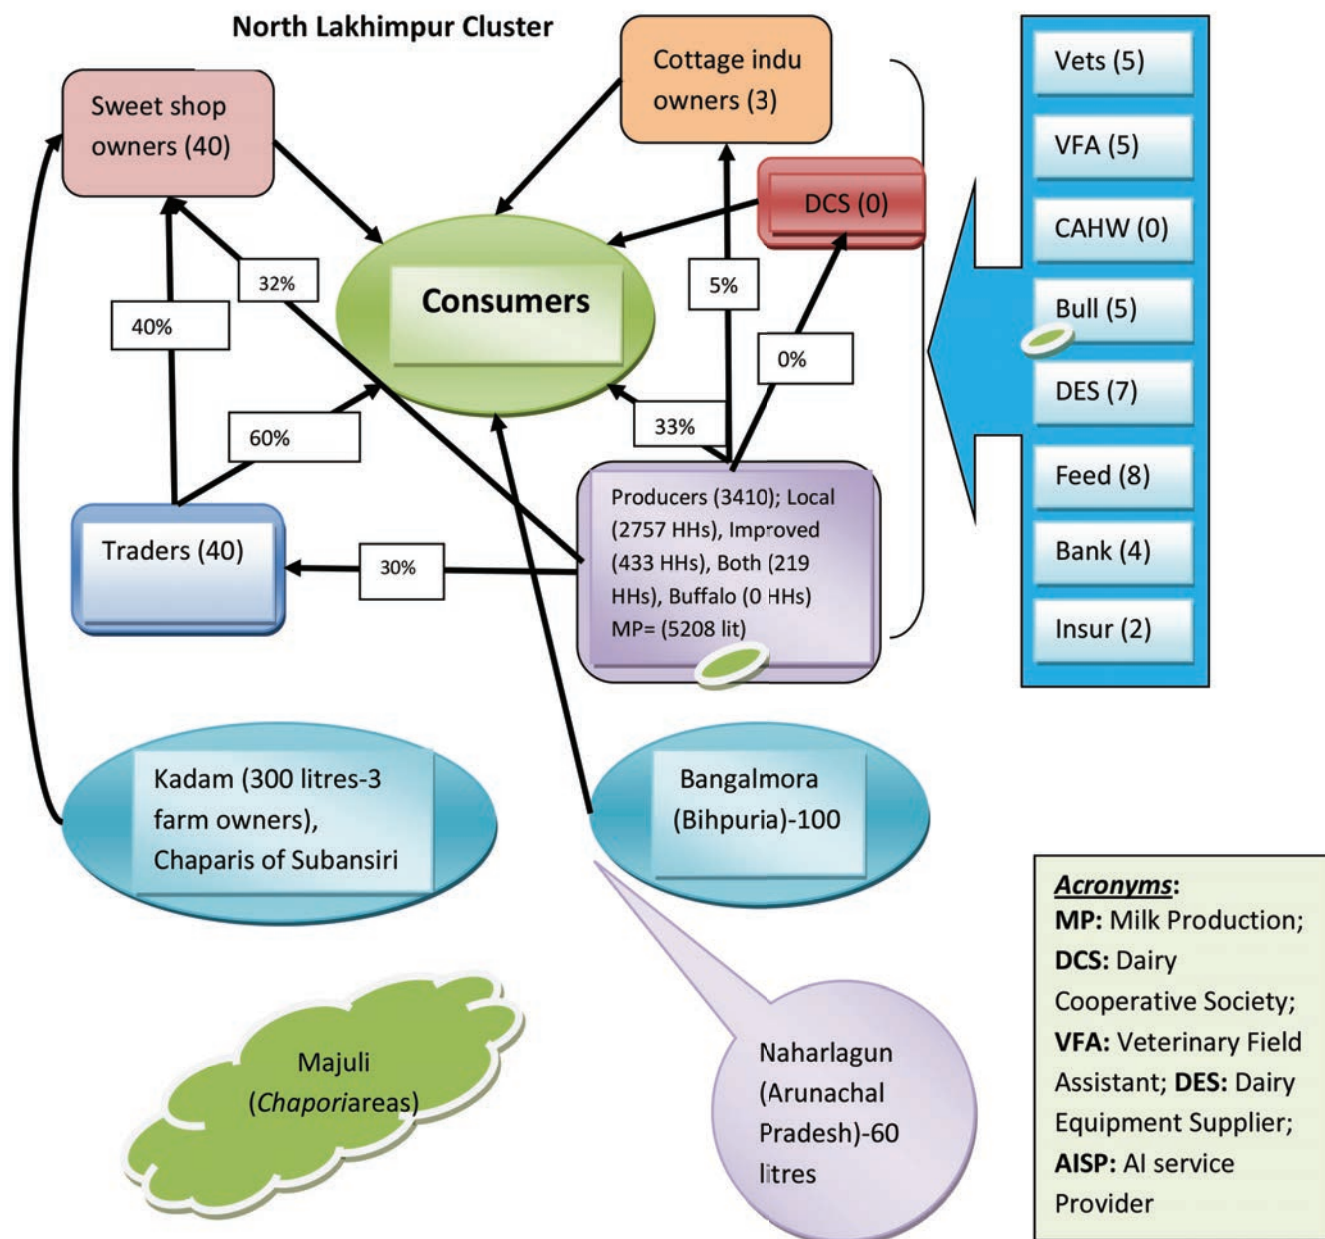 North Lakhimpur Cluster
Sweet shop
owners (40)
Cottage indu
owners (3)
DCS (0)
Consumers
32%
40%
5%
0%
60%
33%
Traders (40)
30%
Producers (3410); Local
(2757 HHs), Improved
(433 HHs), Both (219
HHs), Buffalo (0 HHs)
MP= (5208 lit)
Vets (5)
VFA (5)
CAHW (0)
Bull (5)
DES (7)
Feed (8)
Bank (4)
Insur (2)
Kadam (300 litres-3
farm owners),
Chaparis of Subansiri
Bangalmora
(Bihpuria)-100
Majuli
(Chaporiareas)
Naharlagun
(Arunachal
Pradesh)-60
litres
Acronyms:
MP: Milk Production;
DCS: Dairy
Cooperative Society;
VFA: Veterinary Field
Assistant; DES: Dairy
Equipment Supplier;
AISP: AI service
Provider